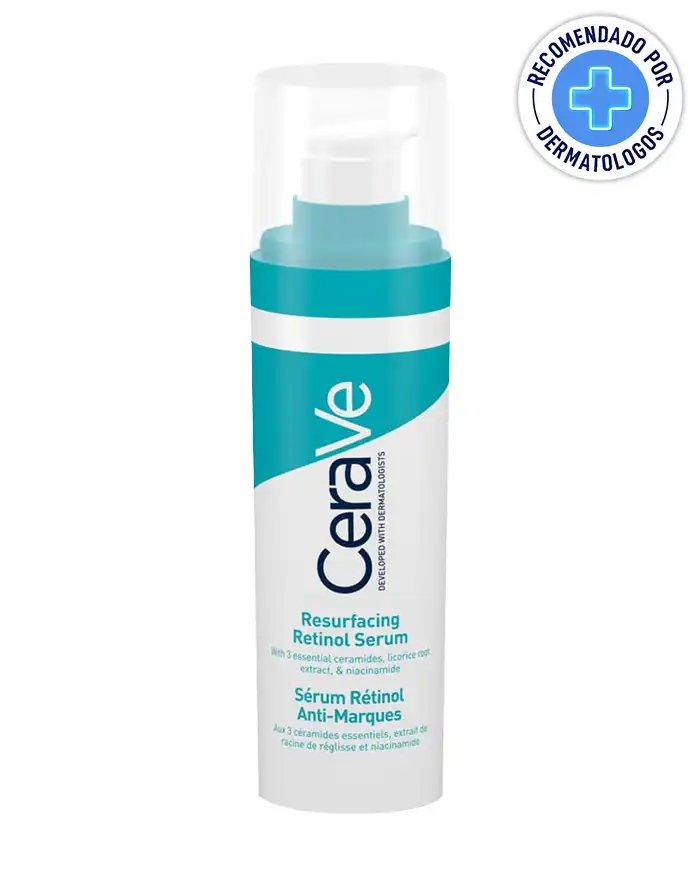 RECOMENDADO POR
DERMATOLOGOS
CeraVe
DEVELOPED WITH DERMATOLOGISTS
Resurfacing
Retinol Serum
With 3 essential ceramides, licorice root
extract, & niacinamide
Sérum Rétinol
Anti-Marques
Aux 3 céramides essentiels, extrait de
racine de réglisse et niacinamide